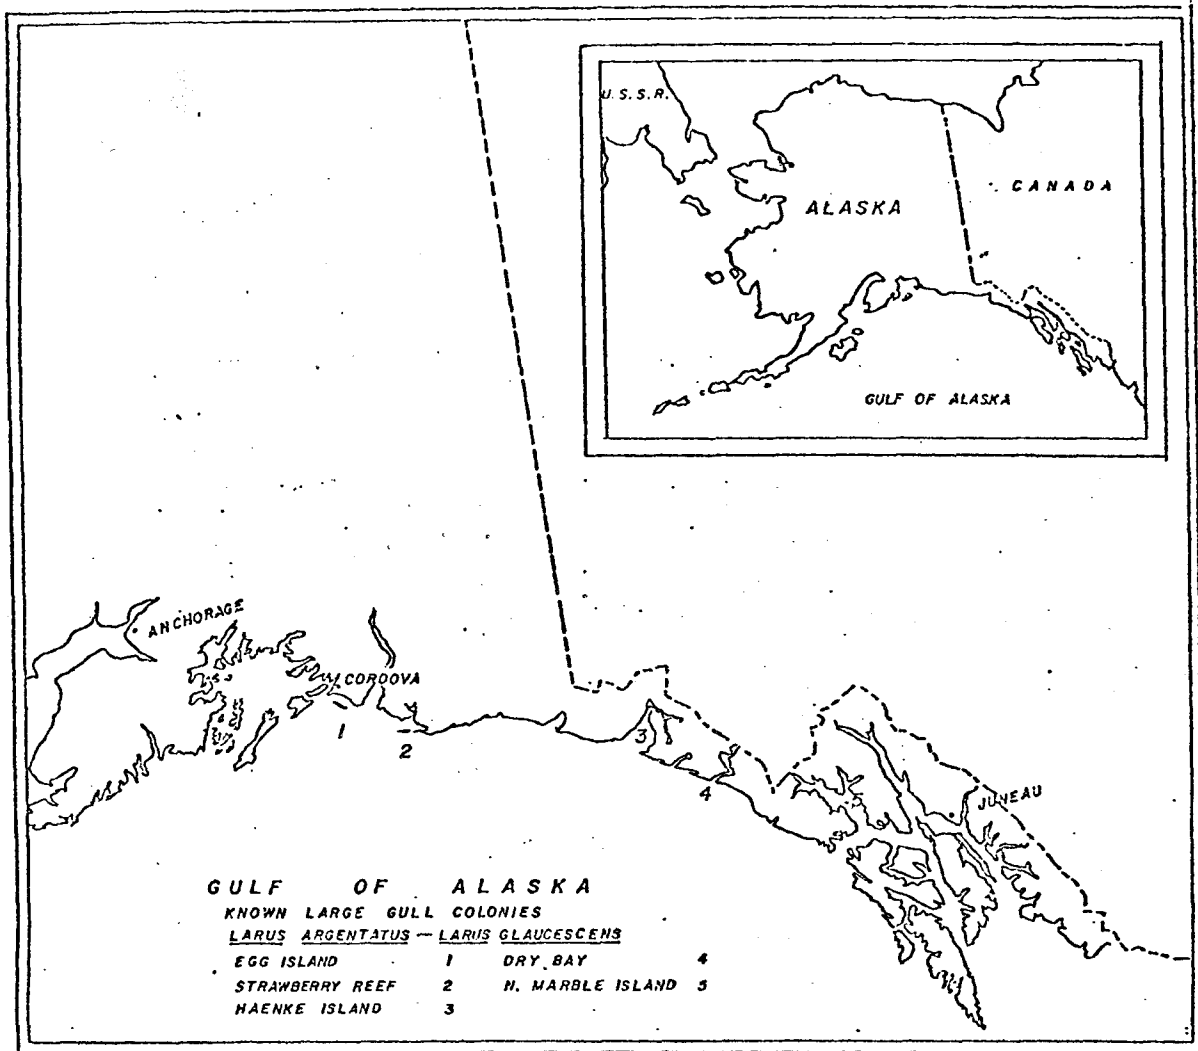 U.S.S.R.
ALASKA
CANADA
GULF OF ALASKA
ANCHORAGE
CORDOVA
1
2
3
4
JUNEAU
GULF OF ALASKA
KNOWN LARGE GULL COLONIES
LARUS ARGENTATUS — LARUS GLAUCESCENS
EGG ISLAND 1 DRY BAY 4
STRAWBERRY REEF 2 N. MARBLE ISLAND 5
HAENKE ISLAND 3